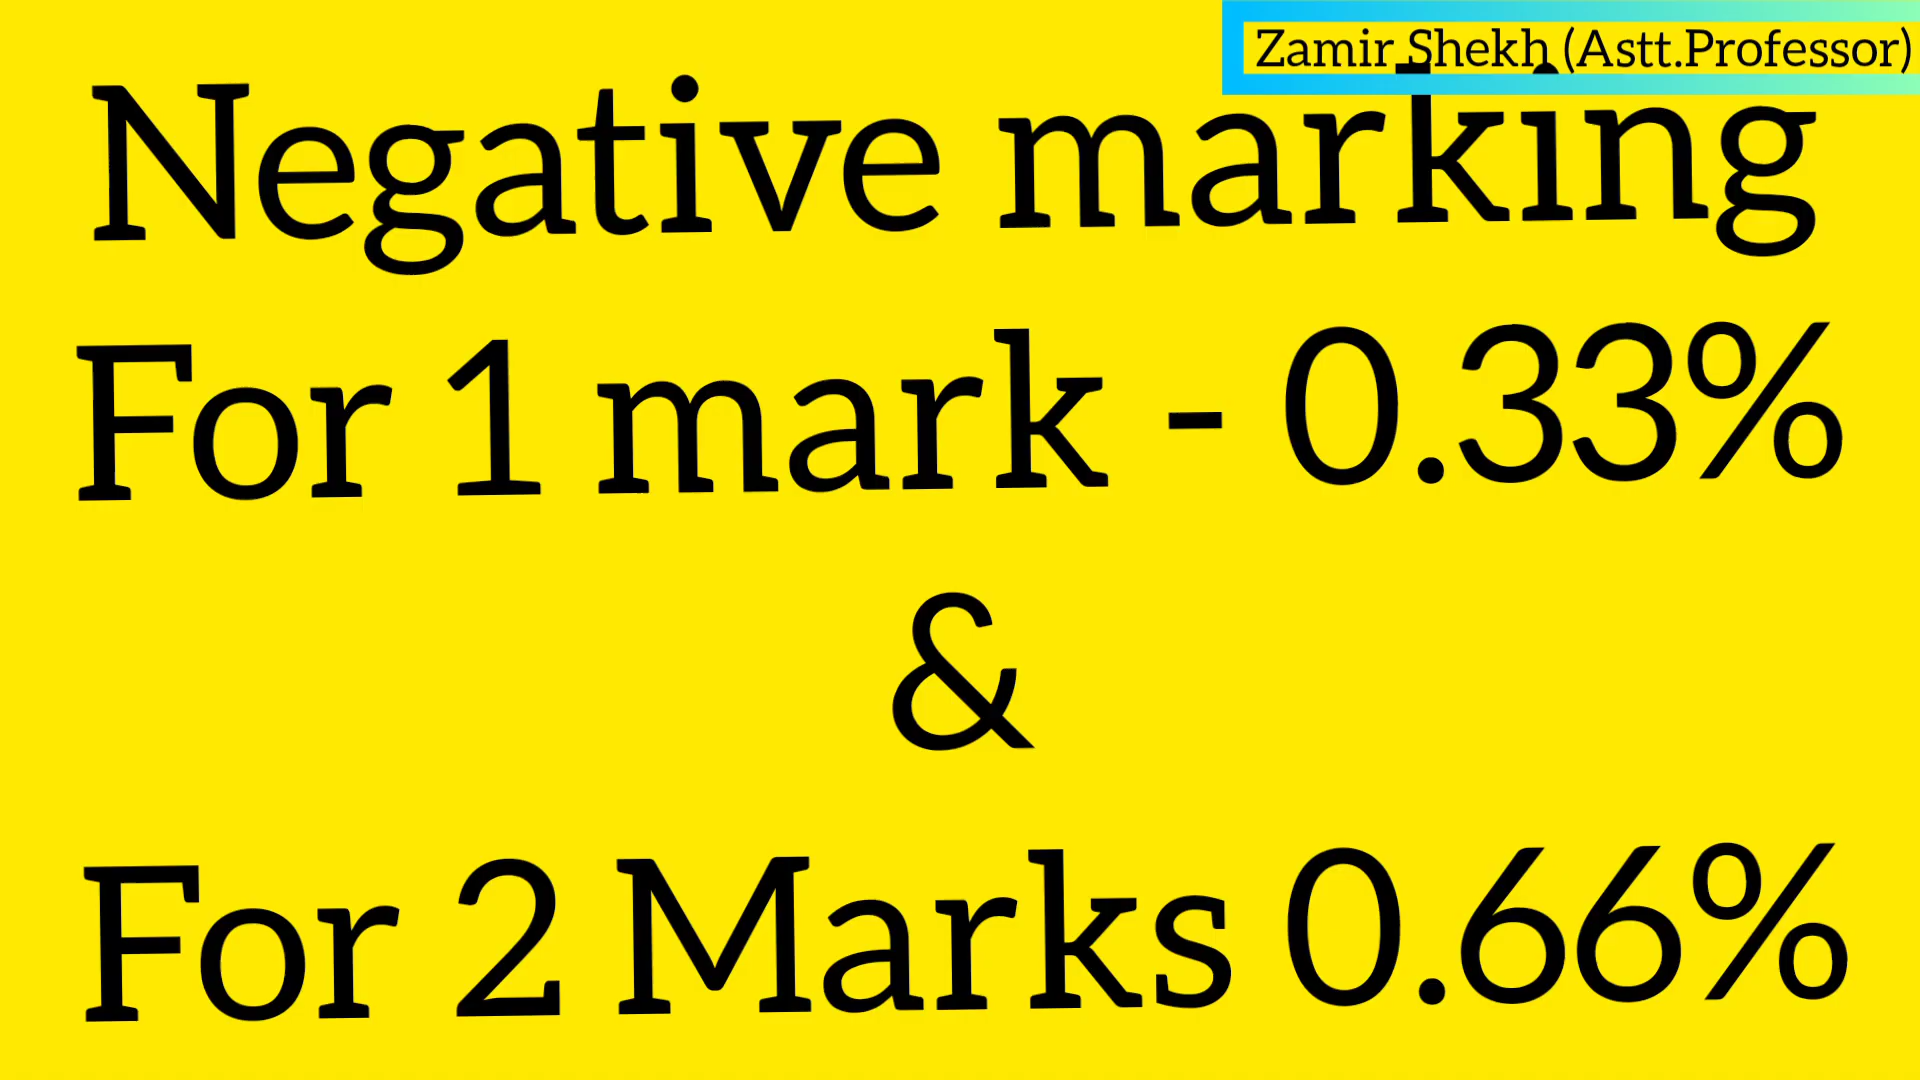 Zamir Shekh (Astt.Professor)
Negative marking
For 1 mark - 0.33%
&
For 2 Marks 0.66%